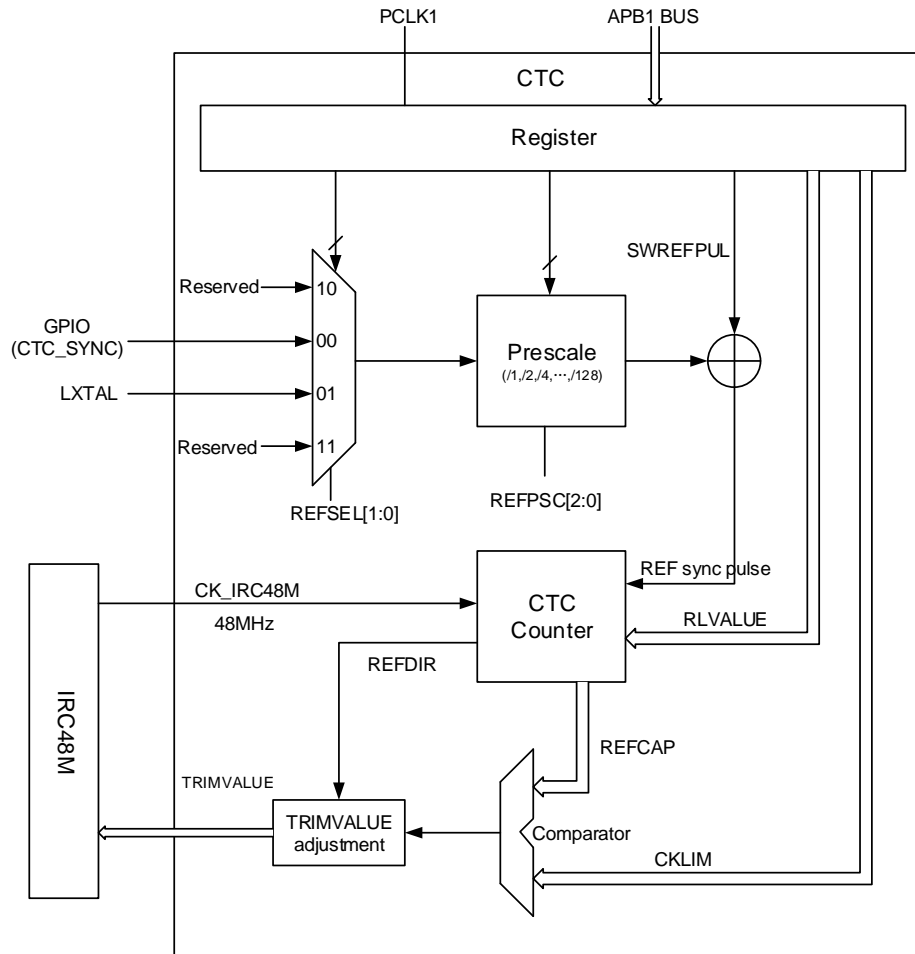 PCLK1
APB1 BUS
CTC
Register
SWREFPUL
Reserved
10
GPIO
(CTC_SYNC)
00
Prescale
(/1,/2,/4,···,/128)
LXTAL
01
Reserved
11
REFSEL[1:0]
REFPSC[2:0]
REF sync pulse
CK_IRC48M
48MHz
CTC
Counter
RLVALUE
REFDIR
IRC48M
REFCAP
TRIMVALUE
TRIMVALUE
adjustment
Comparator
CKLIM